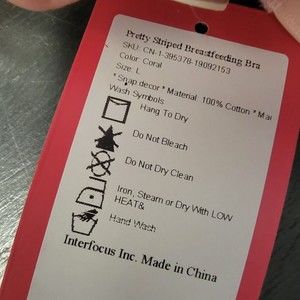 Pretty Striped Breastfeeding Bra
SKU: CN-1-395378-19092153
Color: Coral
Size: L
* Snap decor * Material: 100% Cotton * Mai
Wash Symbols
Hang To Dry
Do Not Bleach
Do Not Dry Clean
Iron, Steam or Dry With LOW
HEAT&
Hand Wash
Interfocus Inc. Made in China